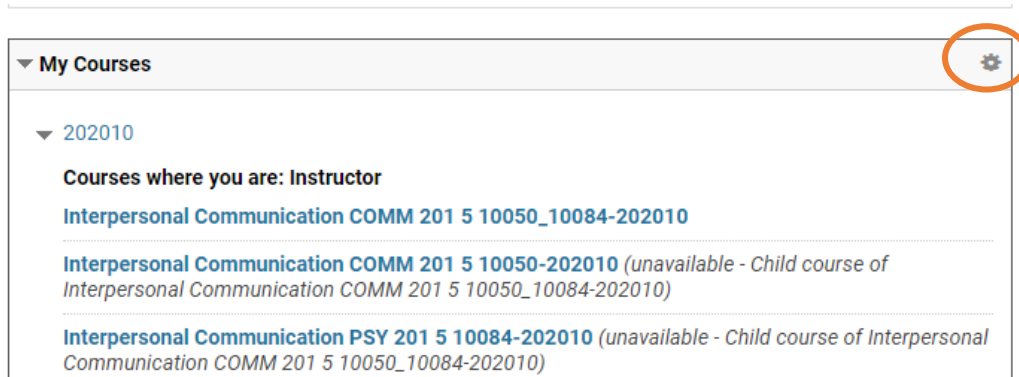 My Courses
202010
Courses where you are: Instructor
Interpersonal Communication COMM 201 5 10050_10084-202010
Interpersonal Communication COMM 201 5 10050-202010 (unavailable - Child course of
Interpersonal Communication COMM 201 5 10050_10084-202010)
Interpersonal Communication PSY 201 5 10084-202010 (unavailable - Child course of Interpersonal
Communication COMM 201 5 10050_10084-202010)